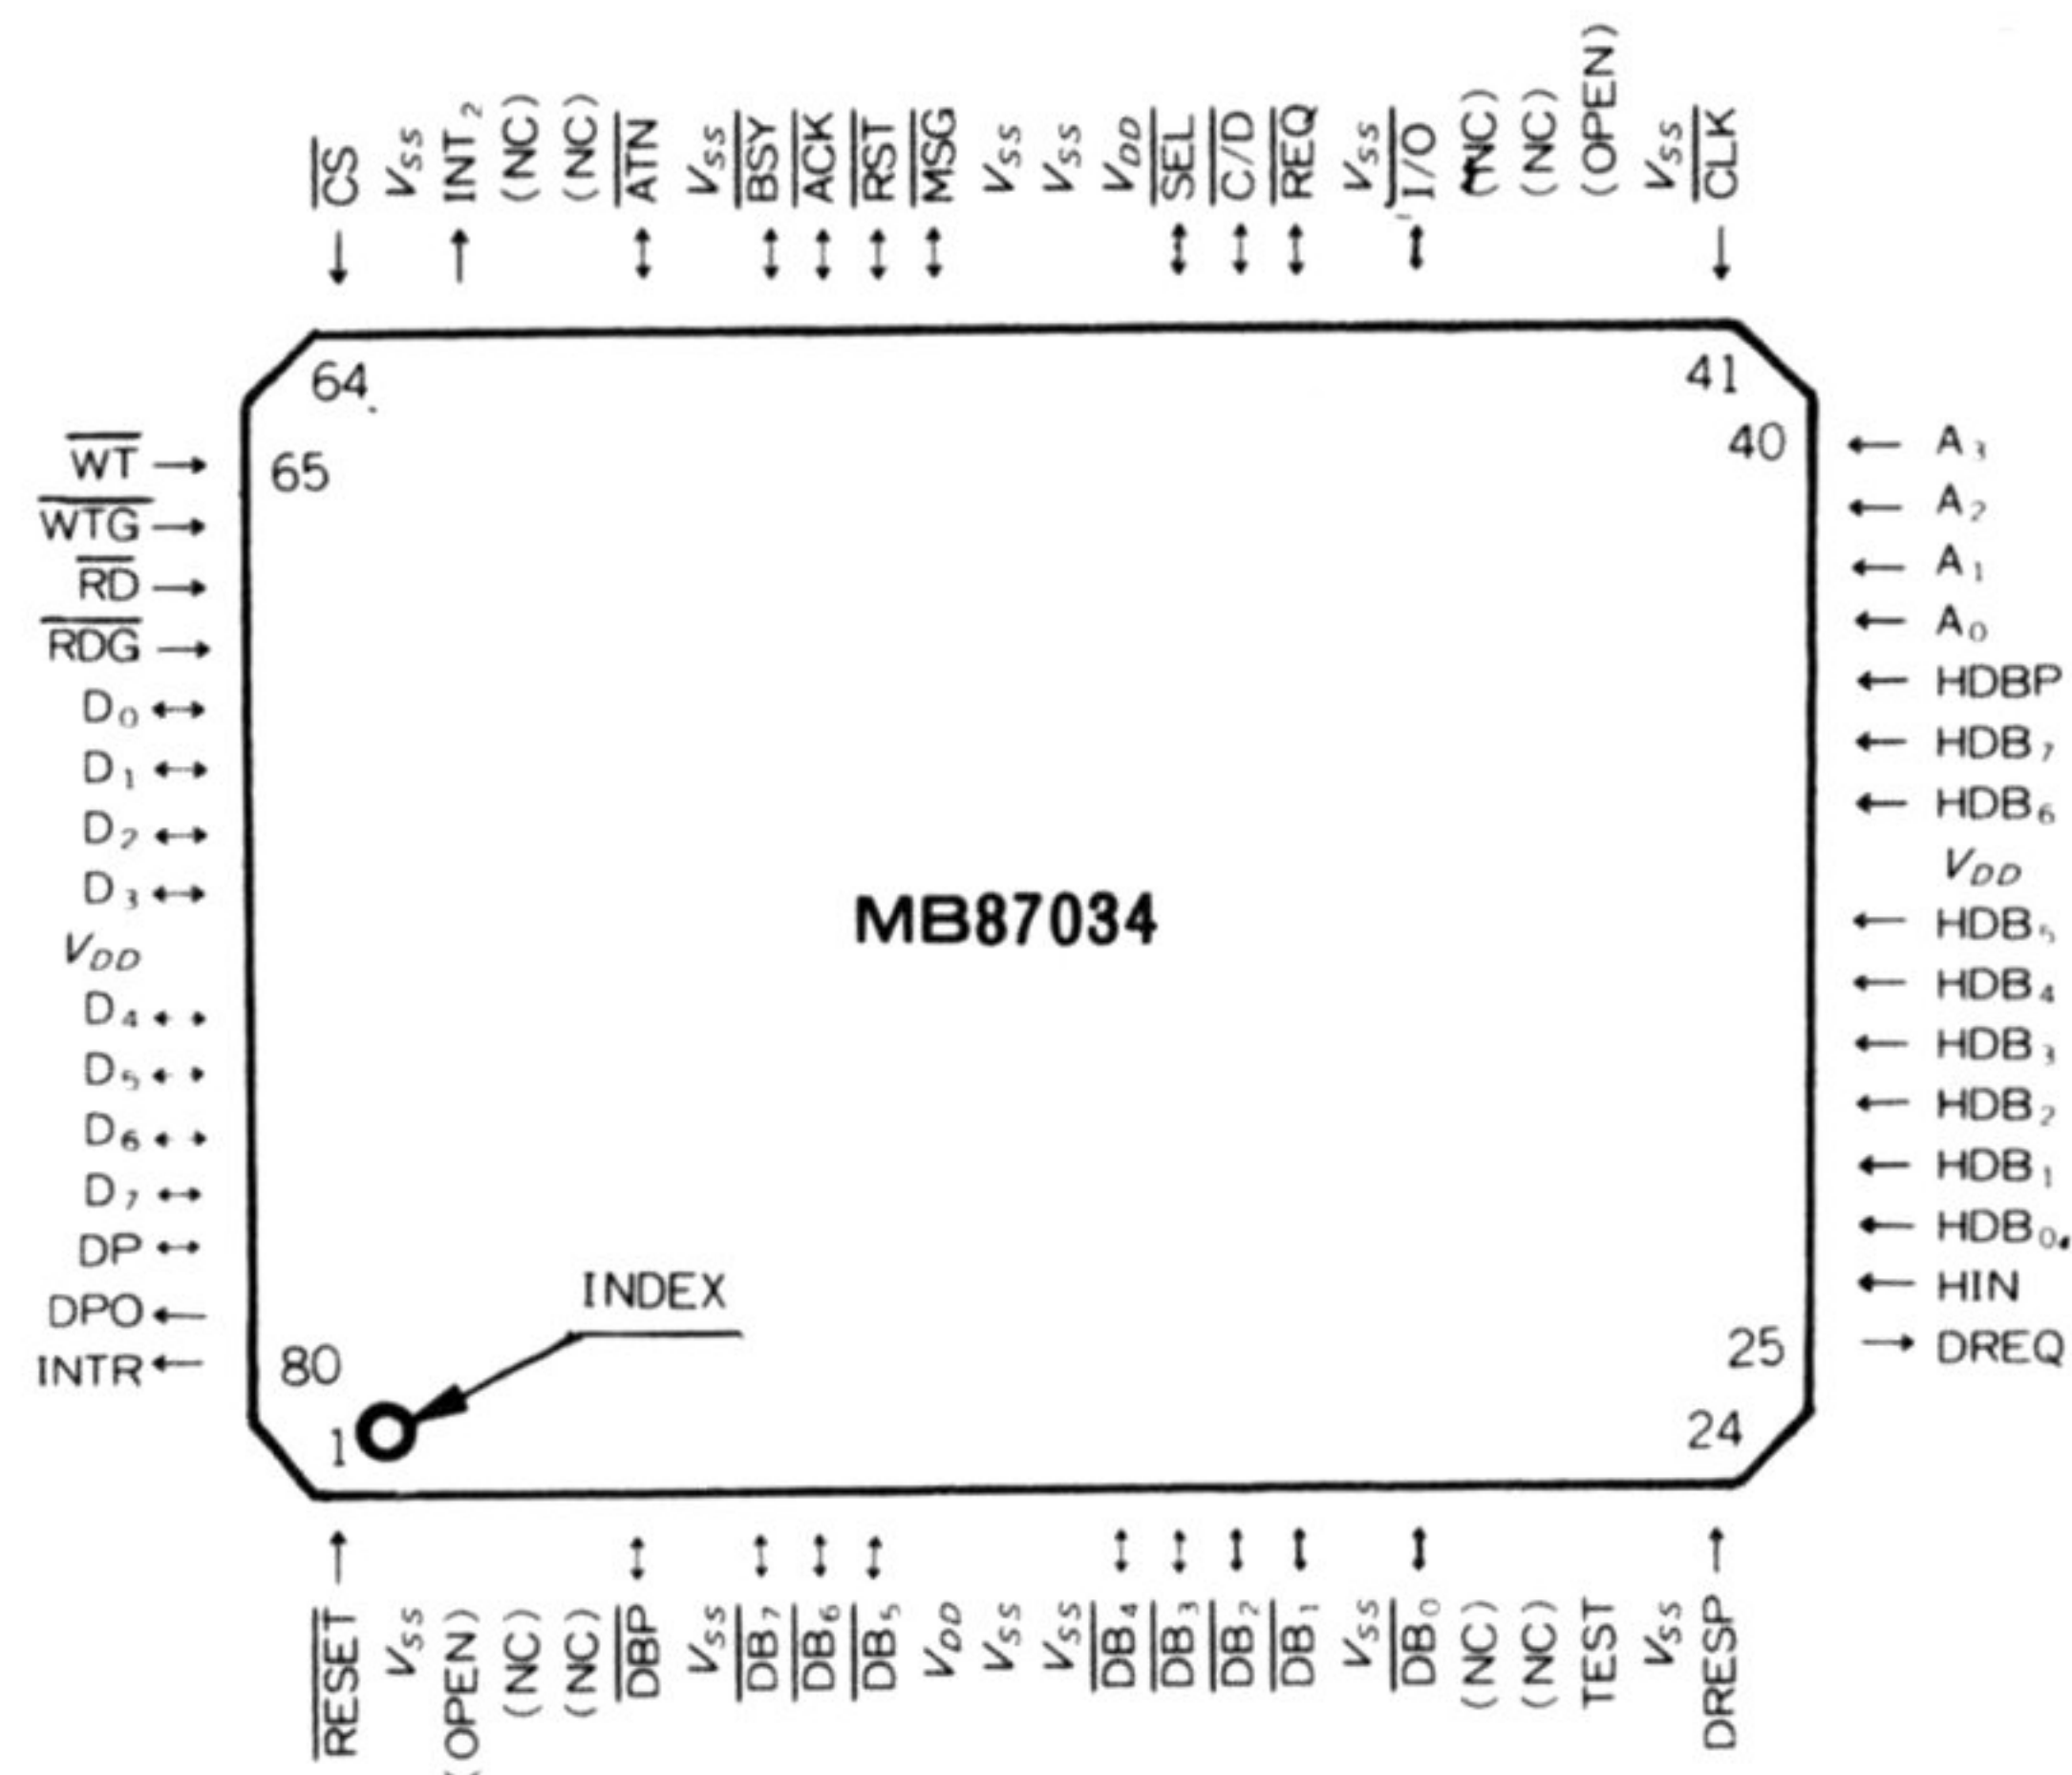 CS
VSS
INT2
(NC)
(NC)
ATN
VSS
BSY
ACK
RST
MSG
VSS
VSS
VDD
SEL
C/D
REQ
VSS
I/O
(NC)
(NC)
(OPEN)
VSS
CLK
64
41
65
40
WT
WTG
RD
RDG
D0
D1
D2
D3
VDD
D4
D5
D6
D7
DP
DPO
INTR
MB87034
A3
A2
A1
A0
HDBP
HDB7
HDB6
VDD
HDB5
HDB4
HDB3
HDB2
HDB1
HDB0
HIN
DREQ
INDEX
80
25
1
24
RESET
VSS
(OPEN)
(NC)
(NC)
DBP
VSS
DB7
DB6
DB5
VDD
VSS
VSS
DB4
DB3
DB2
DB1
VSS
DB0
(NC)
(NC)
TEST
VSS
DRESP